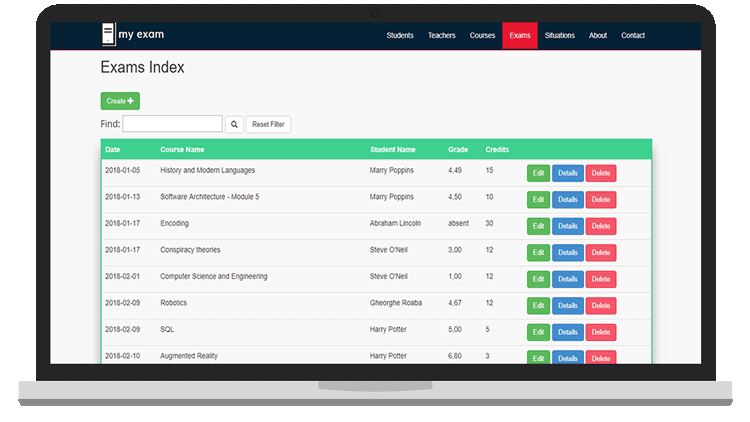 my exam
Students Teachers Courses Exams Situations About Contact
Exams Index
Create +
Find: Reset Filter
Date Course Name Student Name Grade Credits
2018-01-05 History and Modern Languages Marry Poppins 4,49 15 Edit Details Delete
2018-01-13 Software Architecture - Module 5 Marry Poppins 4,50 10 Edit Details Delete
2018-01-17 Encoding Abraham Lincoln absent 30 Edit Details Delete
2018-01-17 Conspiracy theories Steve O'Neil 3,00 12 Edit Details Delete
2018-02-01 Computer Science and Engineering Steve O'Neil 1,00 12 Edit Details Delete
2018-02-09 Robotics Gheorghe Roaba 4,67 12 Edit Details Delete
2018-02-09 SQL Harry Potter 5,00 5 Edit Details Delete
2018-02-10 Augmented Reality Harry Potter 6,80 3 Edit Details Delete